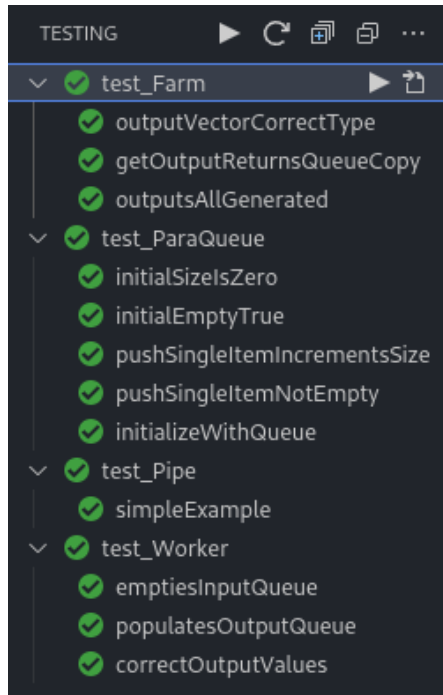 TESTING
test_Farm
outputVectorCorrectType
getOutputReturnsQueueCopy
outputsAllGenerated
test_ParaQueue
initialSizeIsZero
initialEmptyTrue
pushSingleItemIncrementsSize
pushSingleItemNotEmpty
initializeWithQueue
test_Pipe
simpleExample
test_Worker
emptiesInputQueue
populatesOutputQueue
correctOutputValues